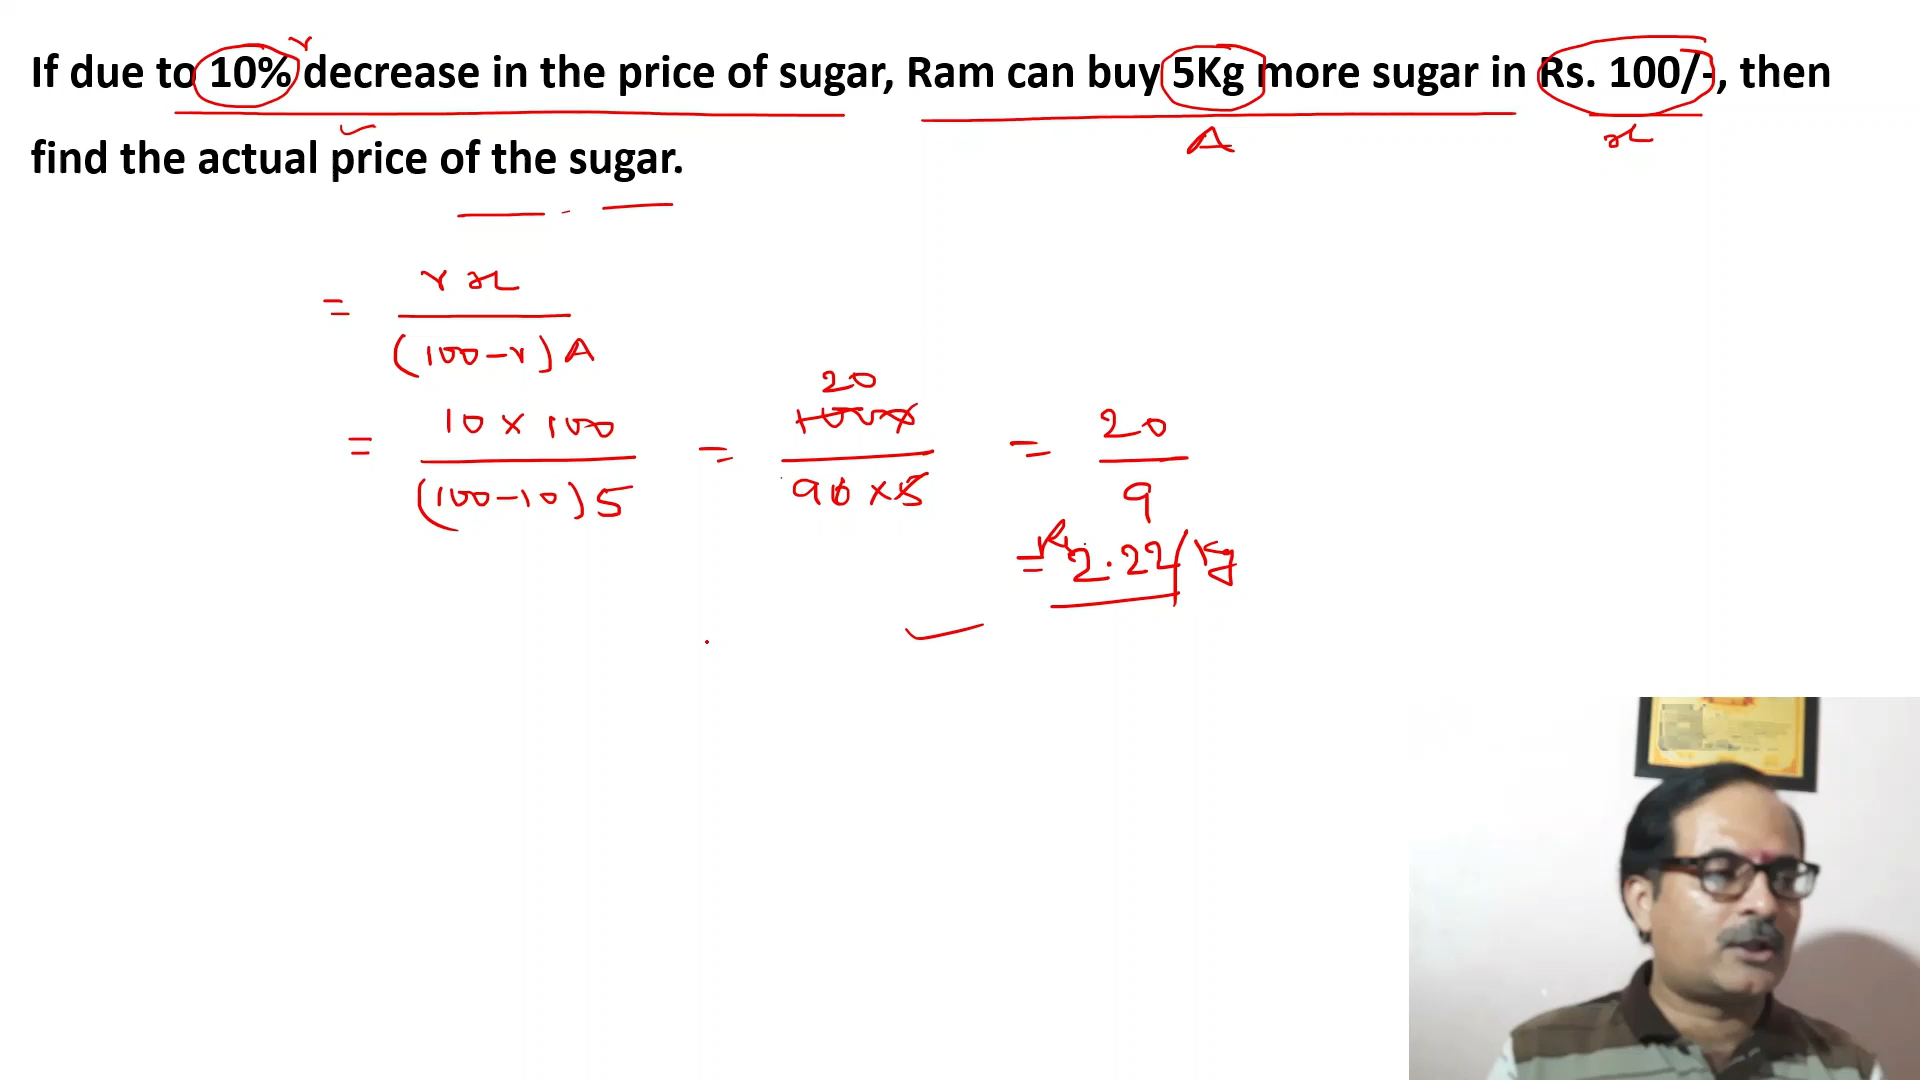 If due to 10% decrease in the price of sugar, Ram can buy 5Kg more sugar in Rs. 100/-, then
r
A
x
find the actual price of the sugar.
= r x / (100-r) A
= 10 x 100 / (100-10) 5 = 1000 / 90 x 5 = 20 / 9
20
= Rs 2.22/Kg